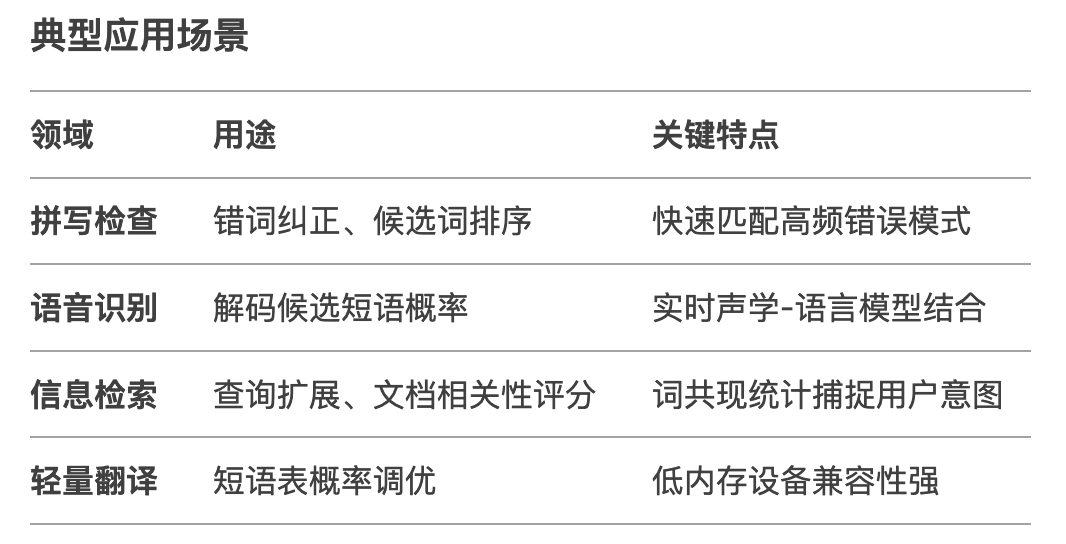 典型应用场景
领域 用途 关键特点
拼写检查 错词纠正、候选词排序 快速匹配高频错误模式
语音识别 解码候选短语概率 实时声学-语言模型结合
信息检索 查询扩展、文档相关性评分 词共现统计捕捉用户意图
轻量翻译 短语表概率调优 低内存设备兼容性强